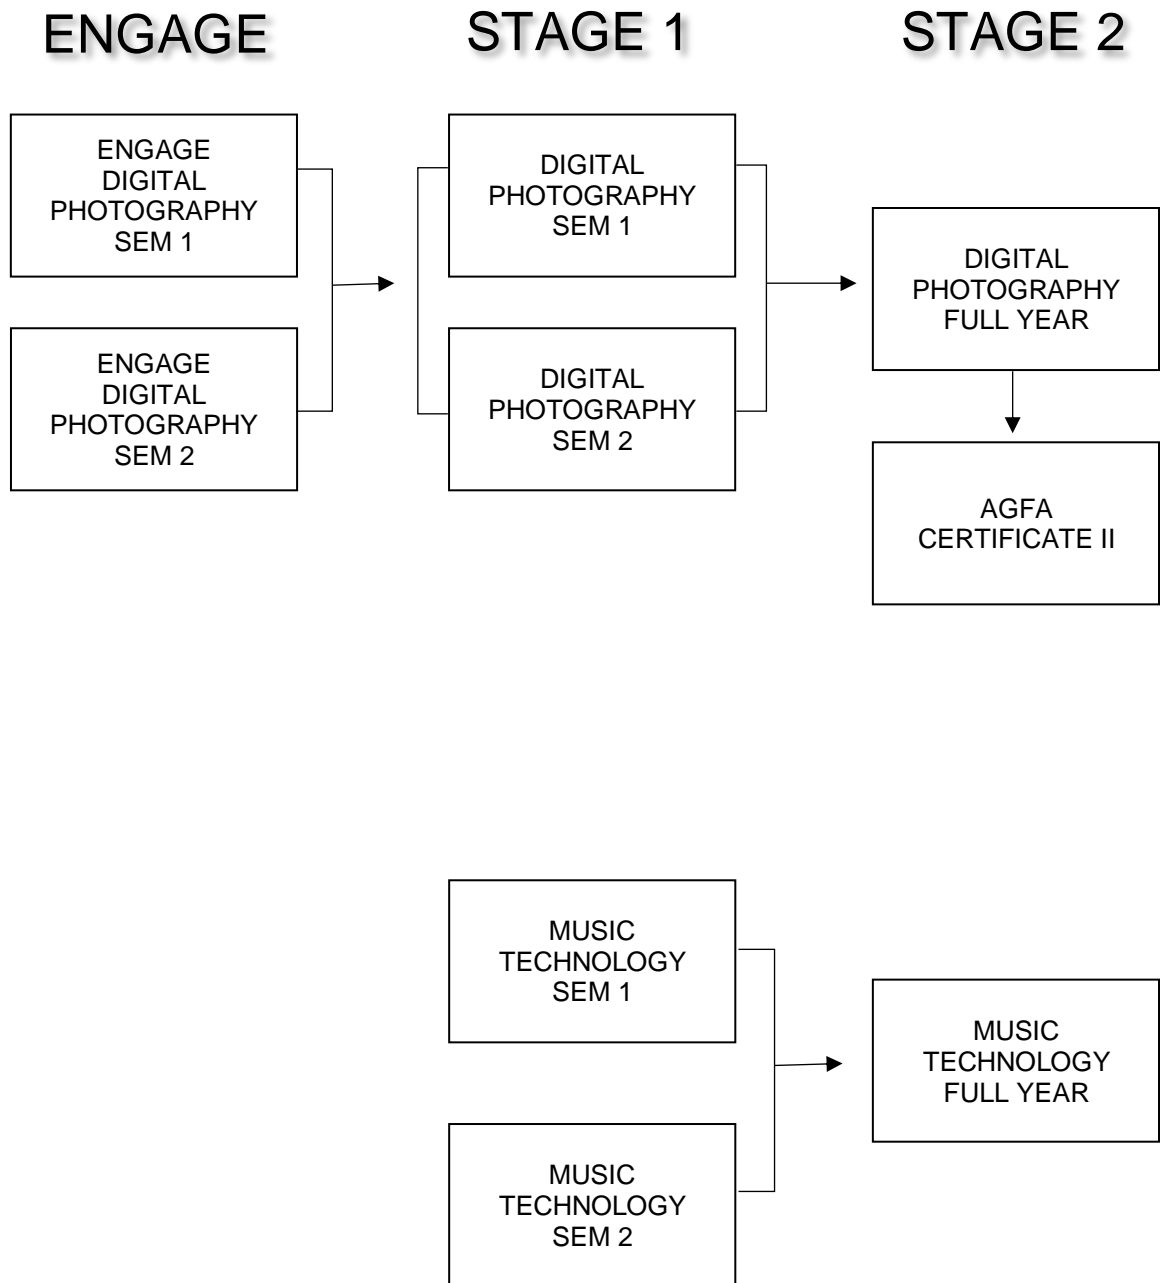 ENGAGE
STAGE 1
STAGE 2
ENGAGE
DIGITAL
PHOTOGRAPHY
SEM 1
DIGITAL
PHOTOGRAPHY
SEM 1
DIGITAL
PHOTOGRAPHY
FULL YEAR
ENGAGE
DIGITAL
PHOTOGRAPHY
SEM 2
DIGITAL
PHOTOGRAPHY
SEM 2
AGFA
CERTIFICATE II
MUSIC
TECHNOLOGY
SEM 1
MUSIC
TECHNOLOGY
FULL YEAR
MUSIC
TECHNOLOGY
SEM 2